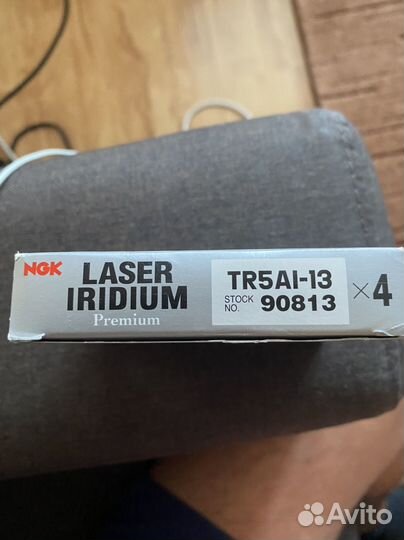 NGK LASER IRIDIUM
Premium
TR5AI-13
STOCK NO. 90813
×4
Avito